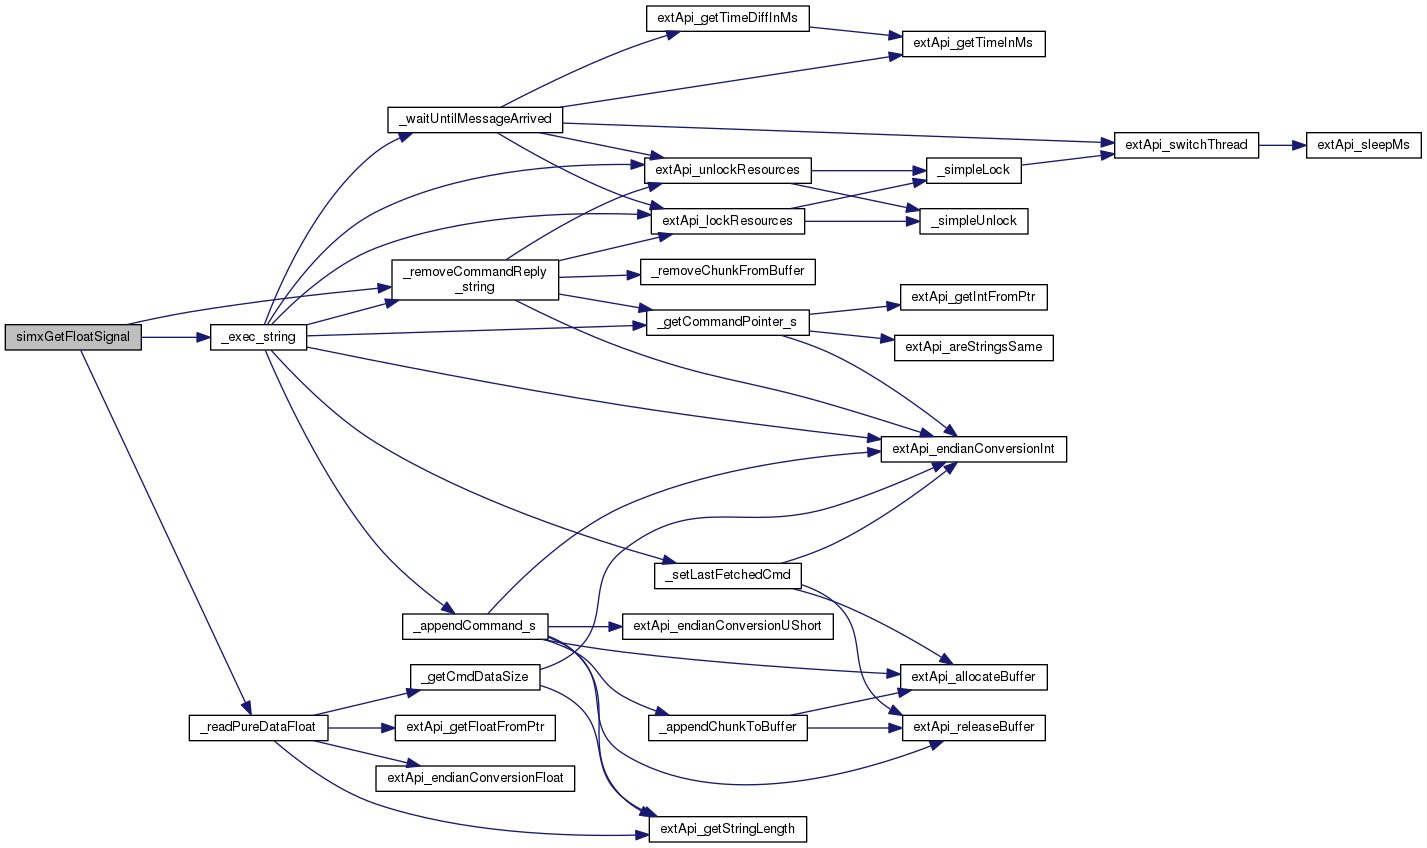 extApi_getTimeDiffInMs
extApi_getTimeInMs
_waitUntilMessageArrived
extApi_switchThread
extApi_sleepMs
extApi_unlockResources
_simpleLock
extApi_lockResources
_simpleUnlock
_removeCommandReply
_string
_removeChunkFromBuffer
extApi_getIntFromPtr
_getCommandPointer_s
simxGetFloatSignal
_exec_string
extApi_areStringsSame
extApi_endianConversionInt
_setLastFetchedCmd
_appendCommand_s
extApi_endianConversionUShort
_getCmdDataSize
extApi_allocateBuffer
_readPureDataFloat
extApi_getFloatFromPtr
_appendChunkToBuffer
extApi_releaseBuffer
extApi_endianConversionFloat
extApi_getStringLength